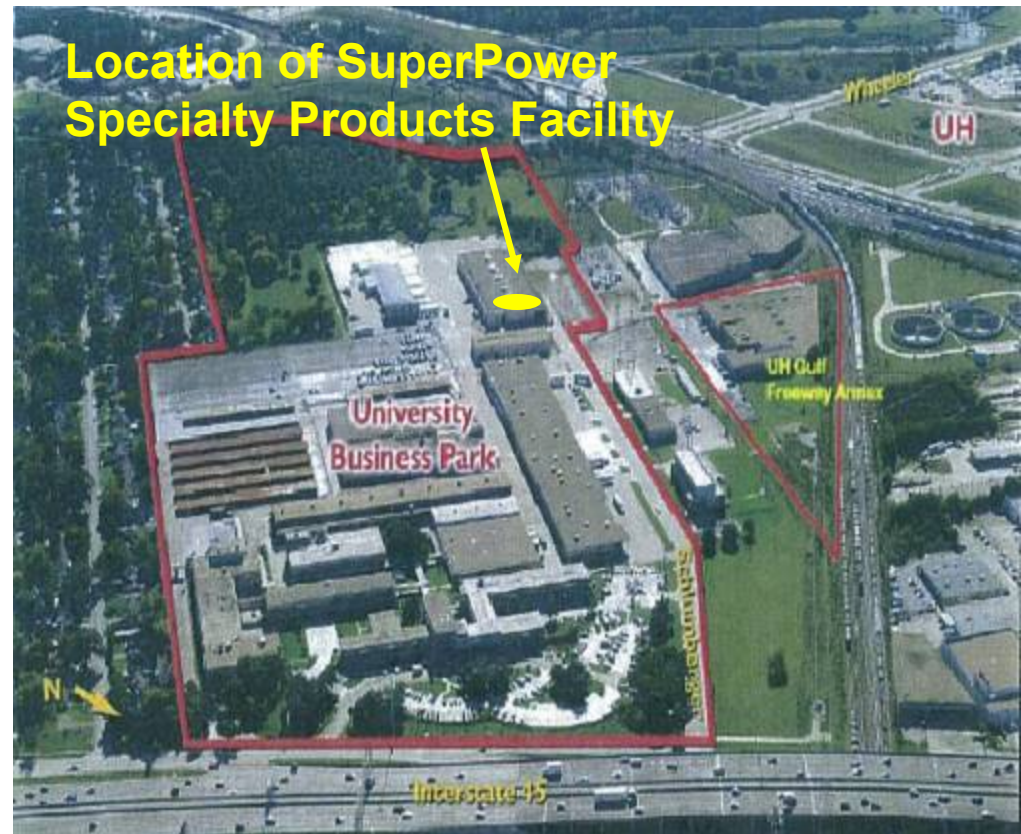 Location of SuperPower
Specialty Products Facility
Wheeler
UH
UH Gulf
Freeway Annex
University
Business Park
Schlumberger
N
Interstate 45